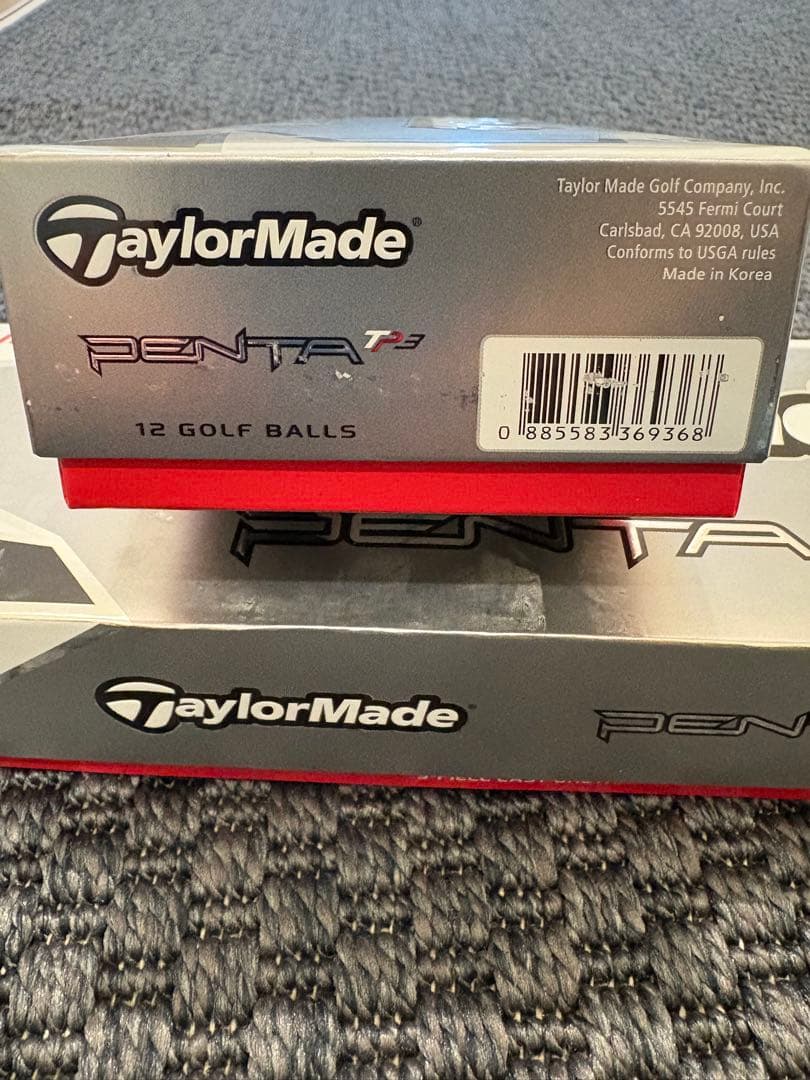 TaylorMade®
Taylor Made Golf Company, Inc.
5545 Fermi Court
Carlsbad, CA 92008, USA
Conforms to USGA rules
Made in Korea
PENTA TP3
12 GOLF BALLS
0 885583 369368
PENTA
TaylorMade®
PEN